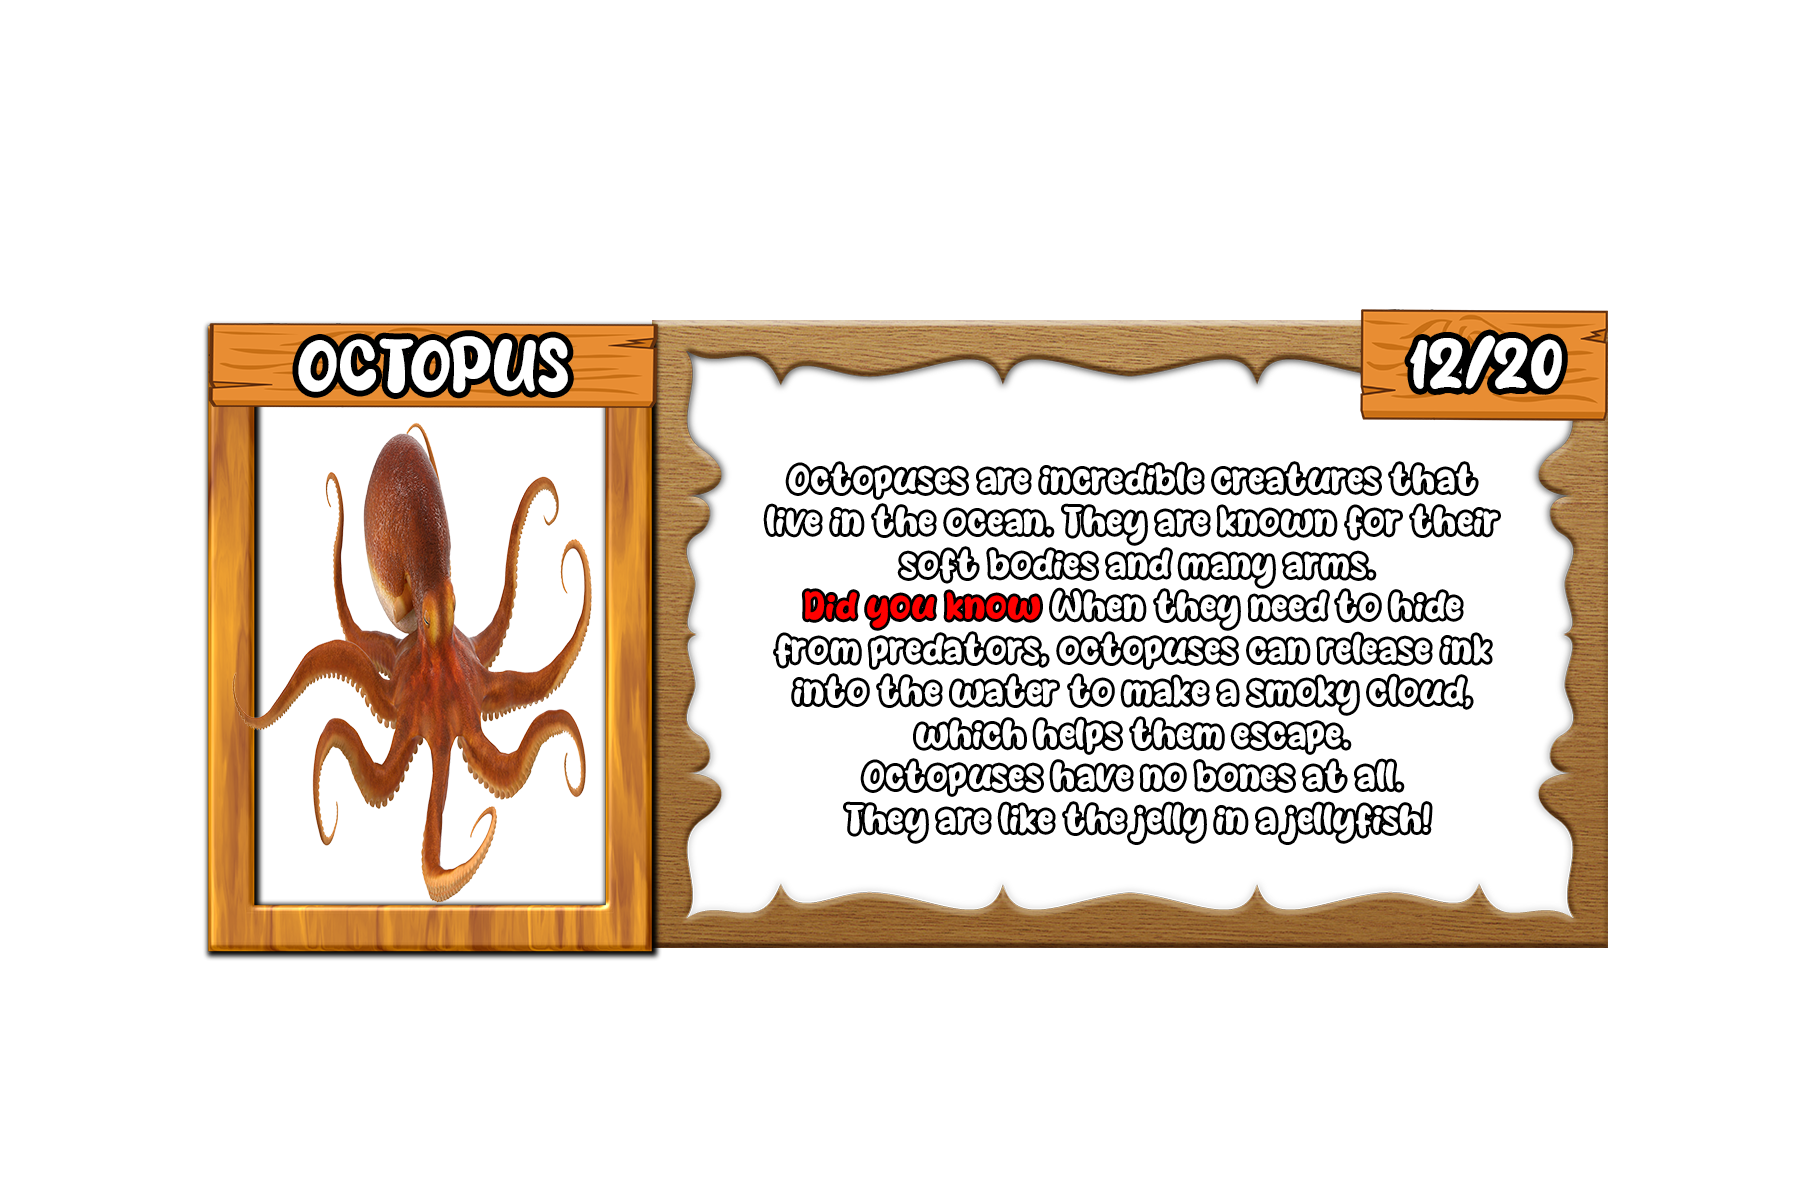 OCTOPUS
12/20
Octopuses are incredible creatures that
live in the ocean. They are known for their
soft bodies and many arms.
Did you know When they need to hide
from predators, octopuses can release ink
into the water to make a smoky cloud,
which helps them escape.
Octopuses have no bones at all.
They are like the jelly in a jellyfish!